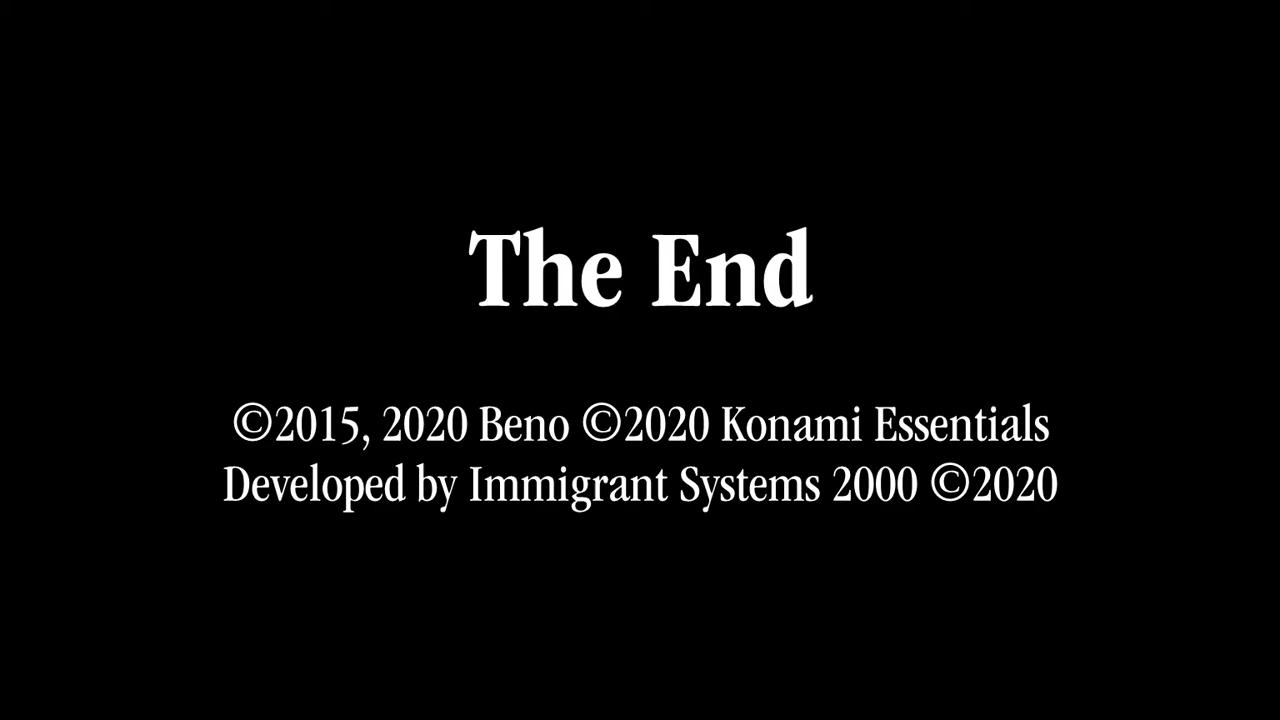 The End
©2015, 2020 Beno ©2020 Konami Essentials
Developed by Immigrant Systems 2000 ©2020